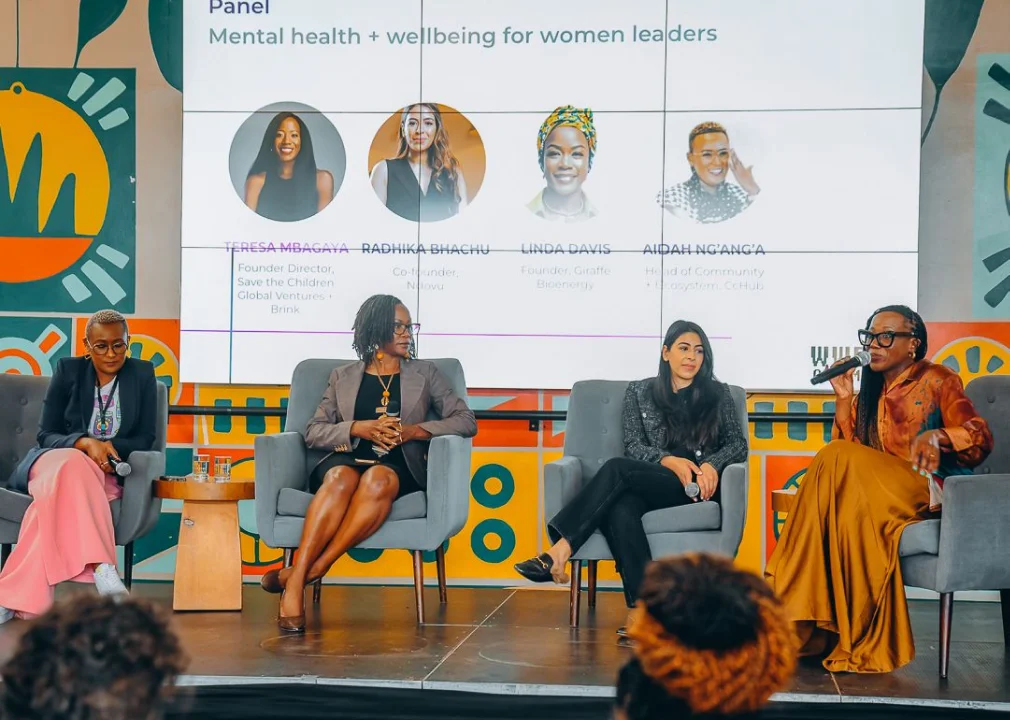 Panel
Mental health + wellbeing for women leaders
TERESA MBAGAYA
Founder Director,
Save the Children
Global Ventures +
Brink
RADHIKA BHACHU
Co-founder,
Ndovu
LINDA DAVIS
Founder, Giraffe
Bioenergy
AIDAH NG'ANG'A
Head of Community
+ Ecosystem, CcHub